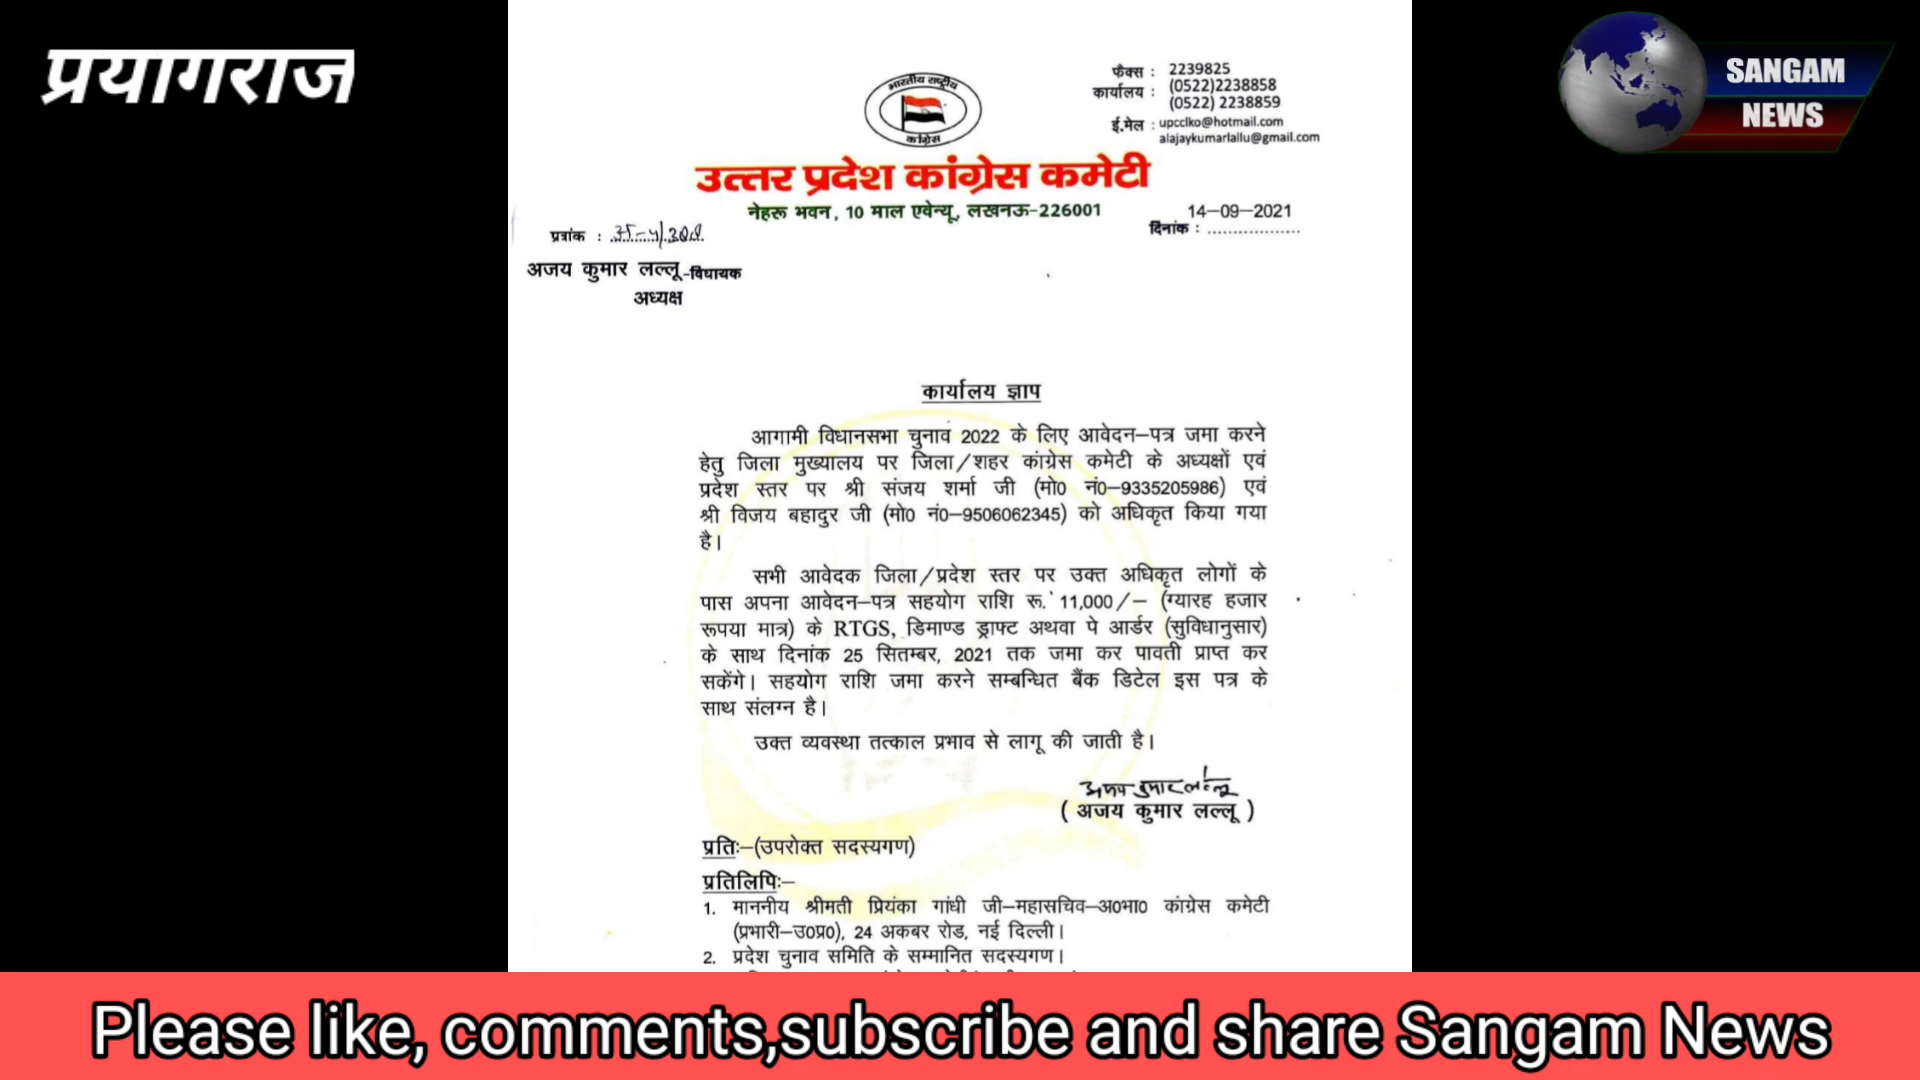 प्रयागराज
SANGAM
NEWS
भारतीय राष्ट्रीय
कांग्रेस
फैक्स : 2239825
कार्यालय : (0522)2238858
(0522) 2238859
ई.मेल : upcclko@hotmail.com
alajaykumarlallu@gmail.com
उत्तर प्रदेश कांग्रेस कमेटी
नेहरू भवन, 10 माल एवेन्यू, लखनऊ-226001
14-09-2021
दिनांक : ..................
पत्रांक :
अजय कुमार लल्लू-विधायक
अध्यक्ष
कार्यालय ज्ञाप
आगामी विधानसभा चुनाव 2022 के लिए आवेदन–पत्र जमा करने
हेतु जिला मुख्यालय पर जिला/शहर कांग्रेस कमेटी के अध्यक्षों एवं
प्रदेश स्तर पर श्री संजय शर्मा जी (मो0 नं0–9335205986) एवं
श्री विजय बहादुर जी (मो0 नं0–9506062345) को अधिकृत किया गया
है।
सभी आवेदक जिला/प्रदेश स्तर पर उक्त अधिकृत लोगों के
पास अपना आवेदन–पत्र सहयोग राशि रू. 11,000/– (ग्यारह हजार
रूपया मात्र) के RTGS, डिमाण्ड ड्राफ्ट अथवा पे आर्डर (सुविधानुसार)
के साथ दिनांक 25 सितम्बर, 2021 तक जमा कर पावती प्राप्त कर
सकेंगे। सहयोग राशि जमा करने सम्बन्धित बैंक डिटेल इस पत्र के
साथ संलग्न है।
उक्त व्यवस्था तत्काल प्रभाव से लागू की जाती है।
अजय कुमार लल्लू
( अजय कुमार लल्लू )
प्रतिः–(उपरोक्त सदस्यगण)
प्रतिलिपिः–
1. माननीय श्रीमती प्रियंका गांधी जी–महासचिव–अ0भा0 कांग्रेस कमेटी
(प्रभारी–उ0प्र0), 24 अकबर रोड, नई दिल्ली।
2. प्रदेश चुनाव समिति के सम्मानित सदस्यगण।
Please like, comments,subscribe and share Sangam News